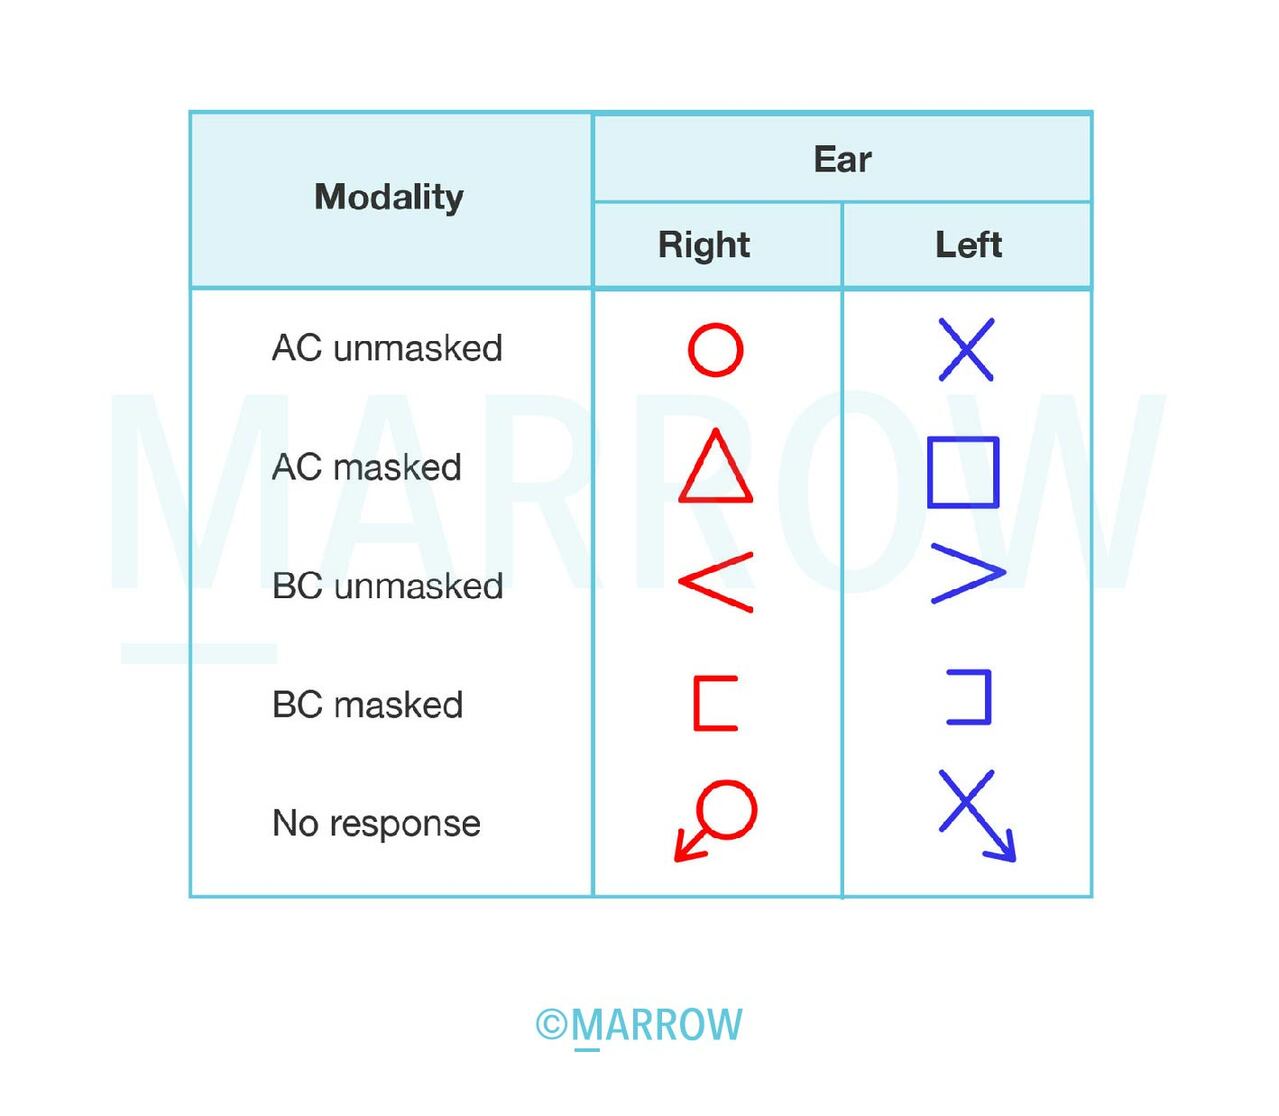 Modality
Ear
Right
Left
AC unmasked
AC masked
BC unmasked
BC masked
No response
MARROW
©MARROW